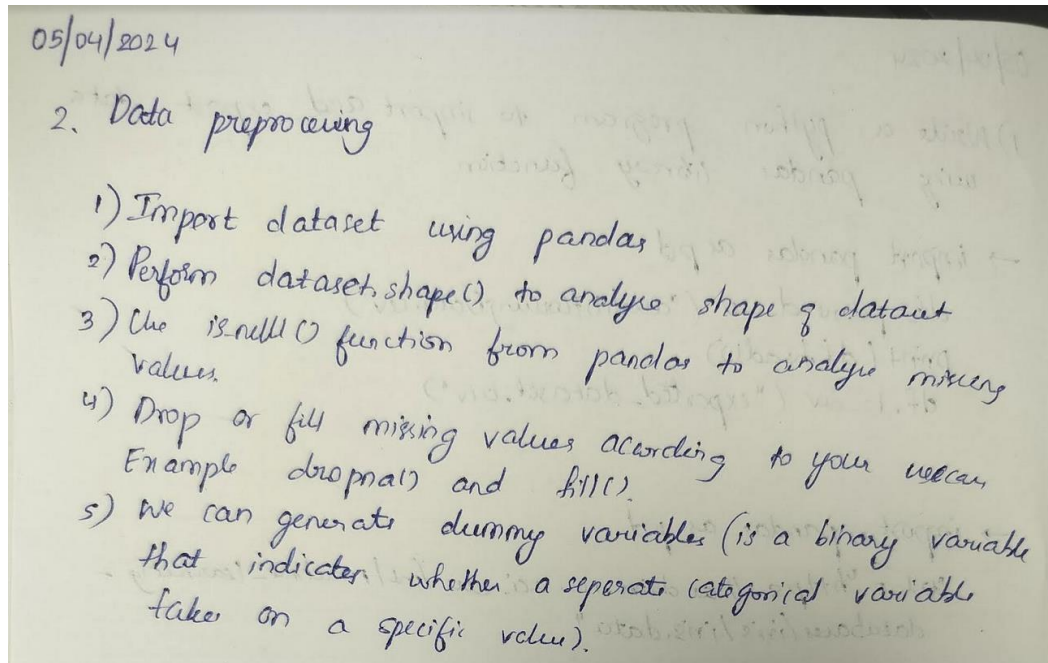 05/04/2024
2. Data preprocessing
1) Import dataset using pandas
2) Perform dataset.shape() to analyse shape of dataset
3) Use isnull() function from pandas to analyse missing
values.
4) Drop or fill missing values acording to your usecase
Example dropna() and fill().
5) We can generate dummy variables (is a binary variable
that indicates whether a seperate categorical variable
takes on a specific value).